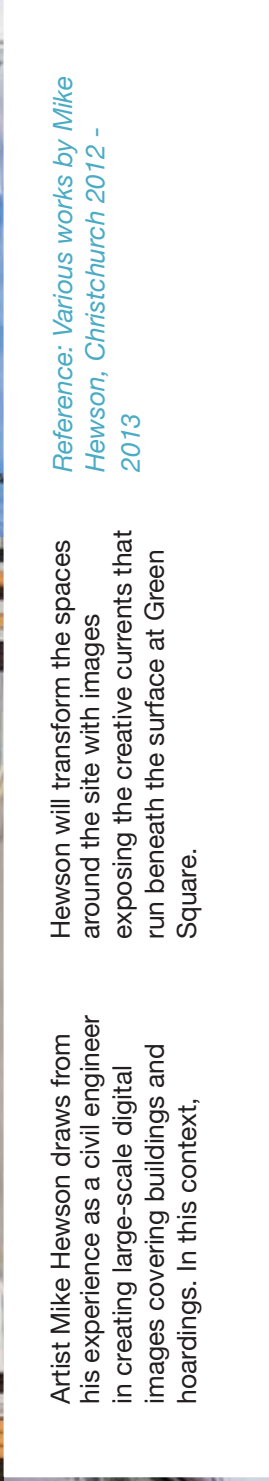 Artist Mike Hewson draws from
his experience as a civil engineer
in creating large-scale digital
images covering buildings and
hoardings. In this context,
Hewson will transform the spaces
around the site with images
exposing the creative currents that
run beneath the surface at Green
Square.
Reference: Various works by Mike
Hewson, Christchurch 2012 -
2013